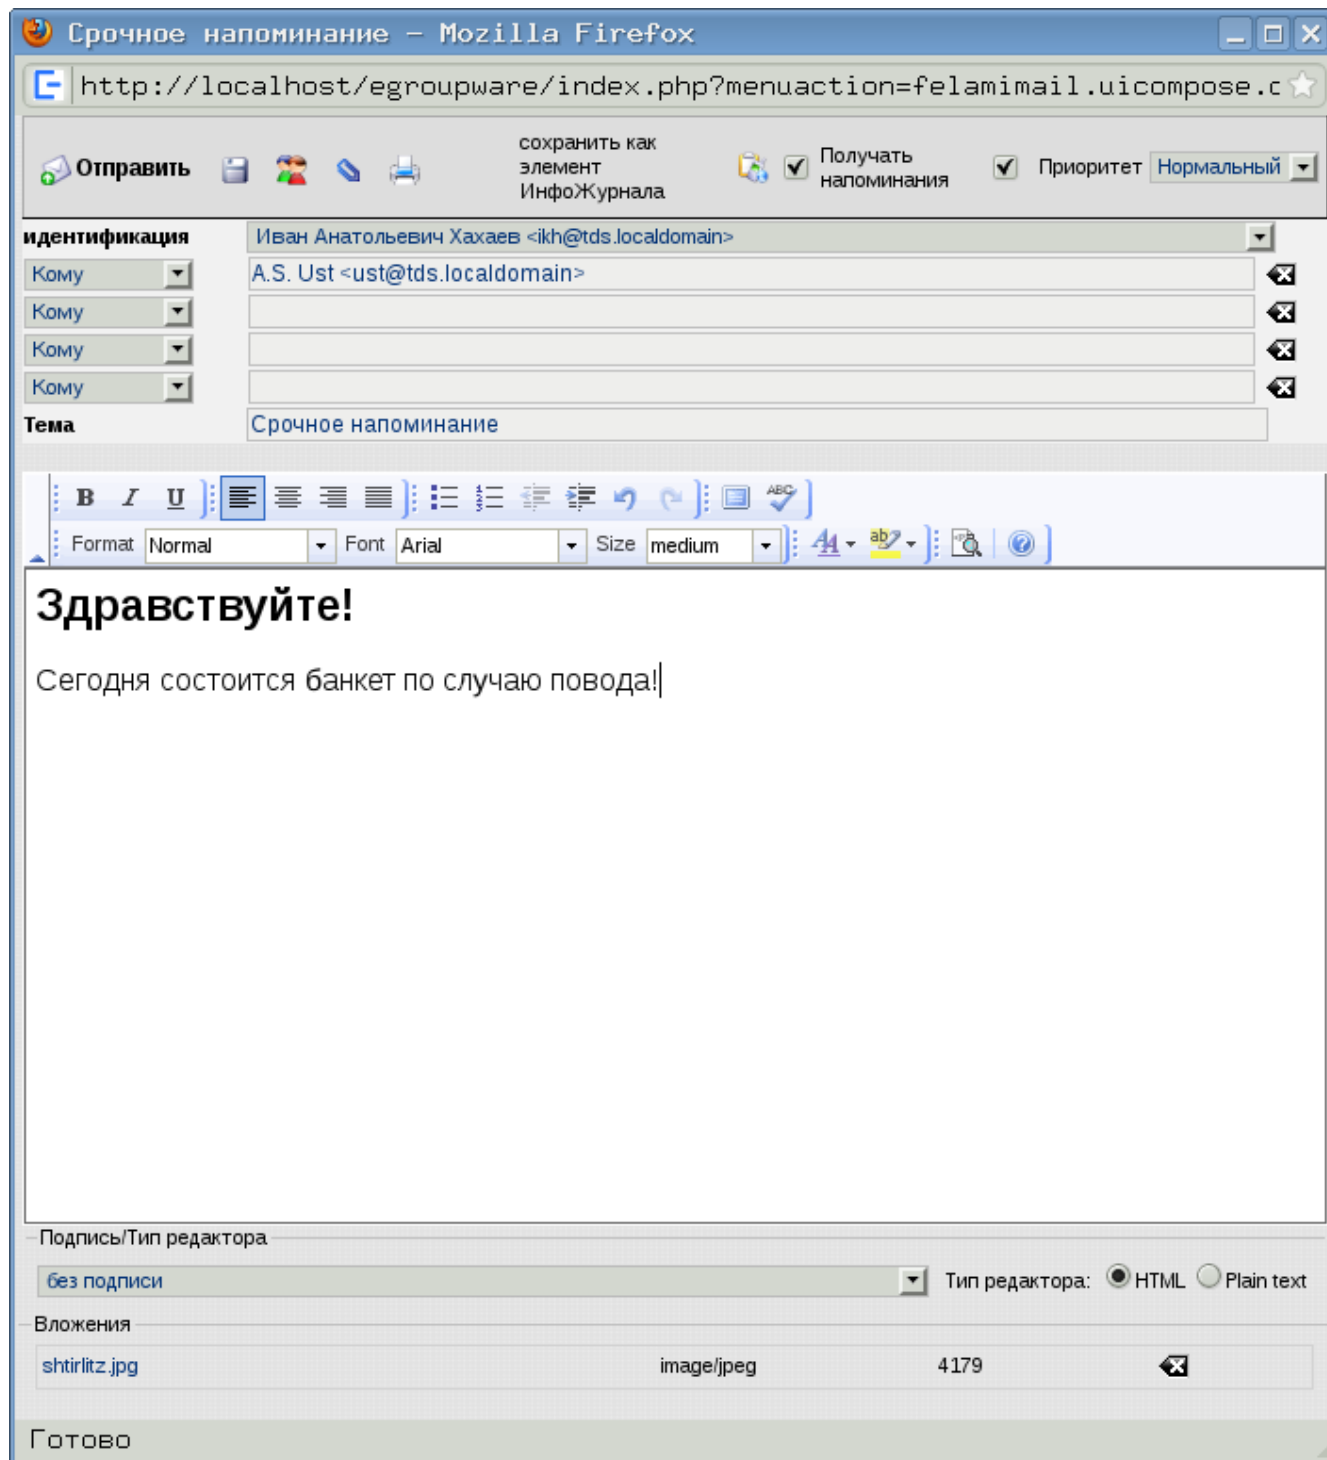 Срочное напоминание – Mozilla Firefox
http://localhost/egroupware/index.php?menuaction=felamimail.uicompose.c
Отправить
сохранить как
элемент
ИнфоЖурнала
Получать
напоминания
Приоритет Нормальный
идентификация Иван Анатольевич Хахаев <ikh@tds.localdomain>
Кому A.S. Ust <ust@tds.localdomain>
Кому
Кому
Кому
Тема Срочное напоминание
B I U ABC
Format Normal Font Arial Size medium
Здравствуйте!
Сегодня состоится банкет по случаю повода!
Подпись/Тип редактора
без подписи Тип редактора: HTML Plain text
Вложения
shtirlitz.jpg image/jpeg 4179
Готово